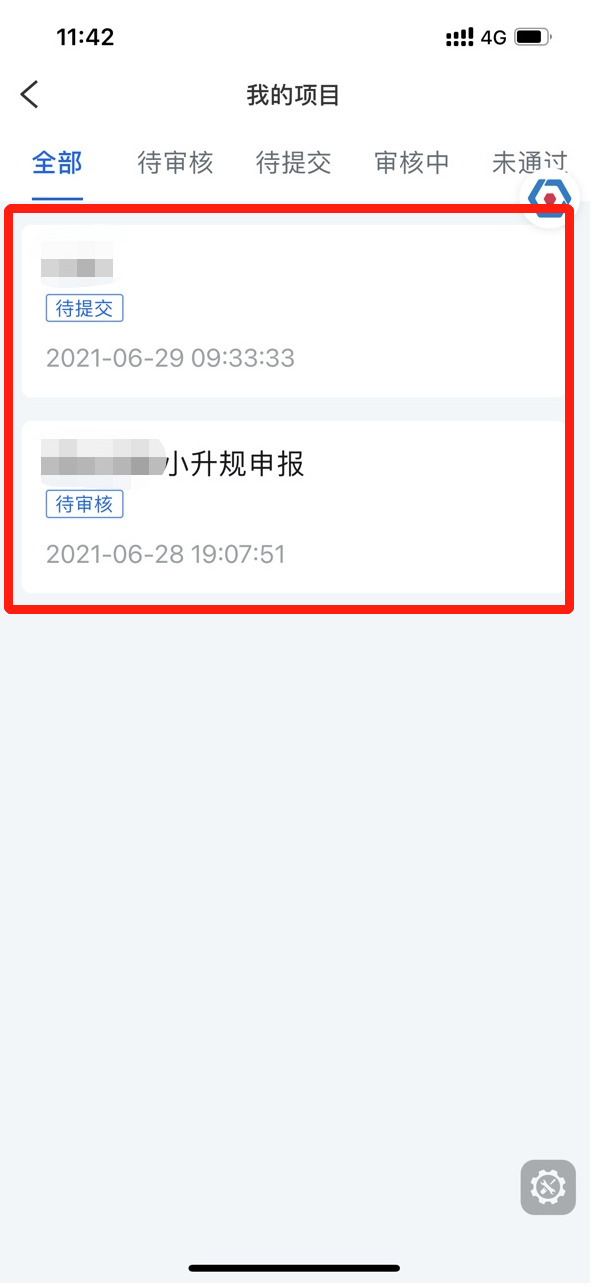 11:42 4G
我的项目
全部 待审核 待提交 审核中 未通过
待提交
2021-06-29 09:33:33
小升规申报
待审核
2021-06-28 19:07:51